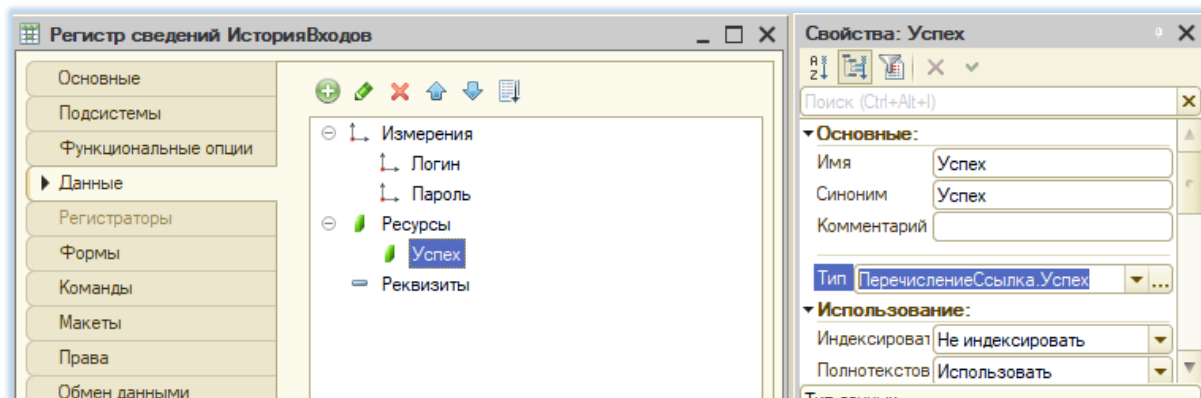 Регистр сведений ИсторияВходов
Основные
Подсистемы
Функциональные опции
Данные
Регистраторы
Формы
Команды
Макеты
Права
Обмен данными
Измерения
Логин
Пароль
Ресурсы
Успех
Реквизиты
Свойства: Успех
Поиск (Ctrl+Alt+I)
Основные:
Имя Успех
Синоним Успех
Комментарий
Тип ПеречислениеСсылка.Успех
Использование:
Индексироват Не индексировать
Полнотекстов Использовать
Тип данных